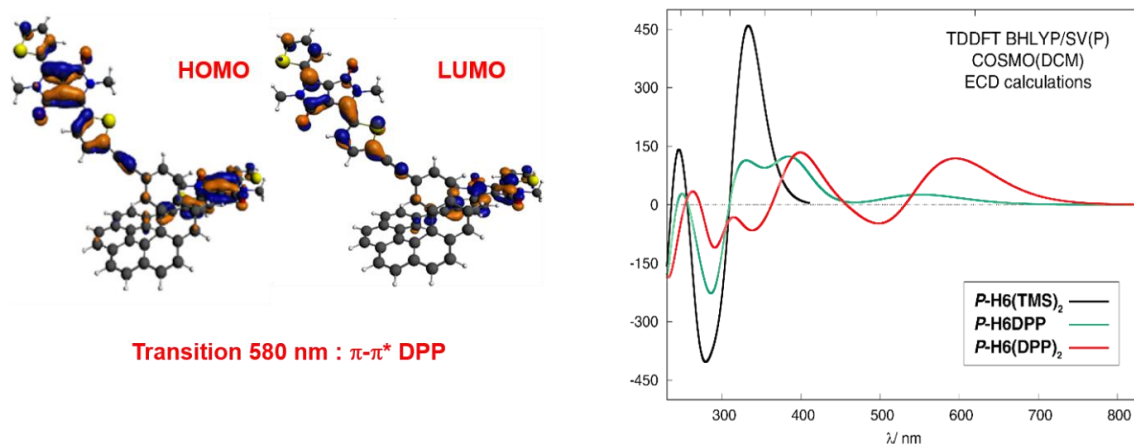 HOMO
LUMO
Transition 580 nm : π-π* DPP
TDDFT BHLYP/SV(P)
COSMO(DCM)
ECD calculations
450
300
150
0
-150
-300
-450
P-H6(TMS)₂
P-H6DPP
P-H6(DPP)₂
300 400 500 600 700 800
λ/ nm